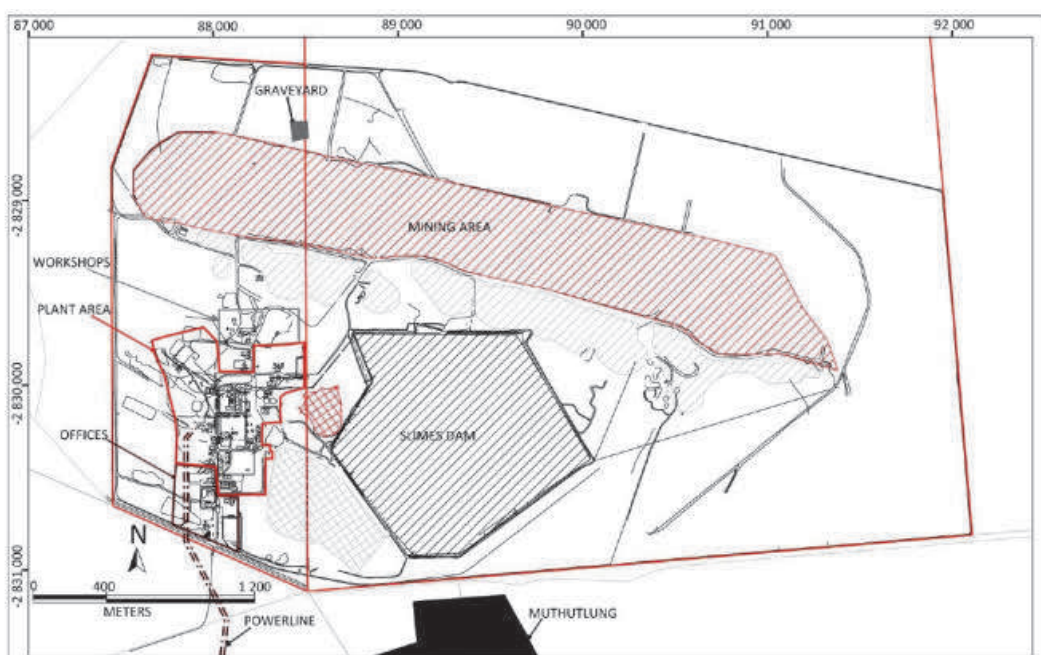 87 000 88 000 89 000 90 000 91 000 92 000
GRAVEYARD
-2 829 000
MINING AREA
WORKSHOPS
PLANT AREA
-2 830 000
OFFICES
SLIMES DAM
N
-2 831 000
0 400 1 200
METERS
POWERLINE
MUTHUTLUNG